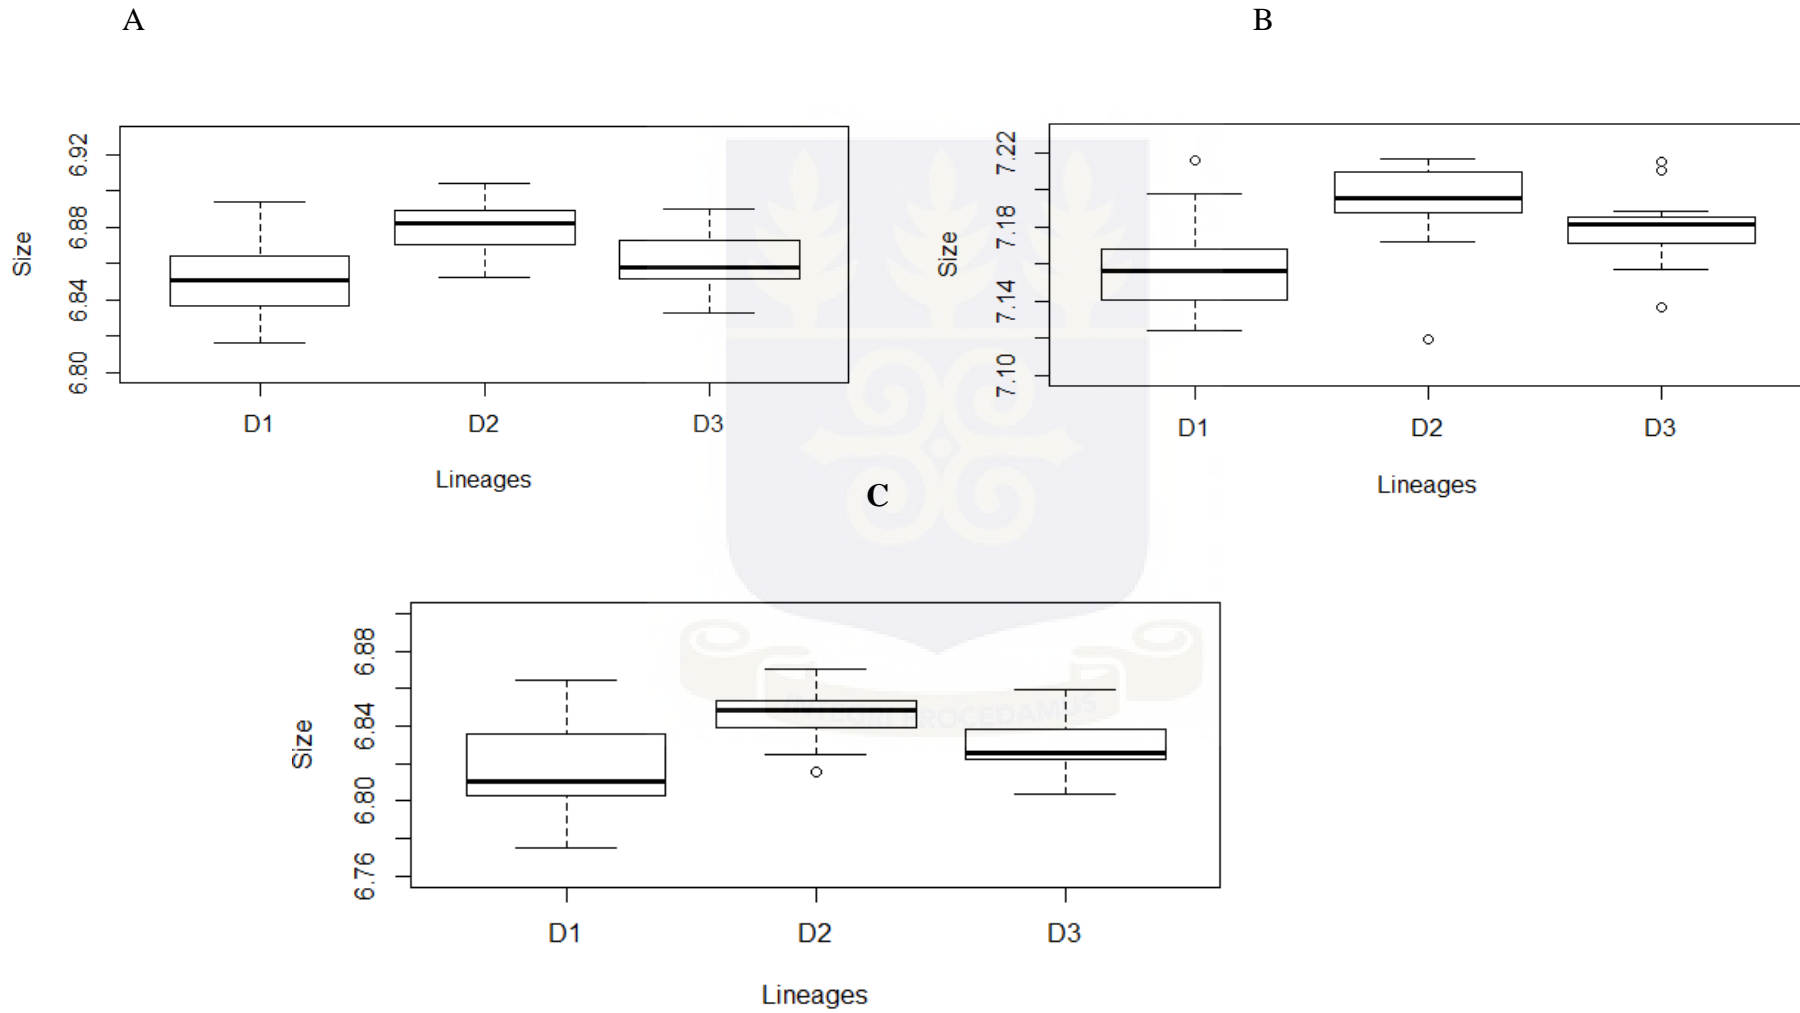 A
B
Size
6.92
6.88
6.84
6.80
D1 D2 D3
Lineages
Size
7.22
7.18
7.14
7.10
D1 D2 D3
Lineages
C
Size
6.88
6.84
6.80
6.76
D1 D2 D3
Lineages
INTEGRI PROCEDAMUS